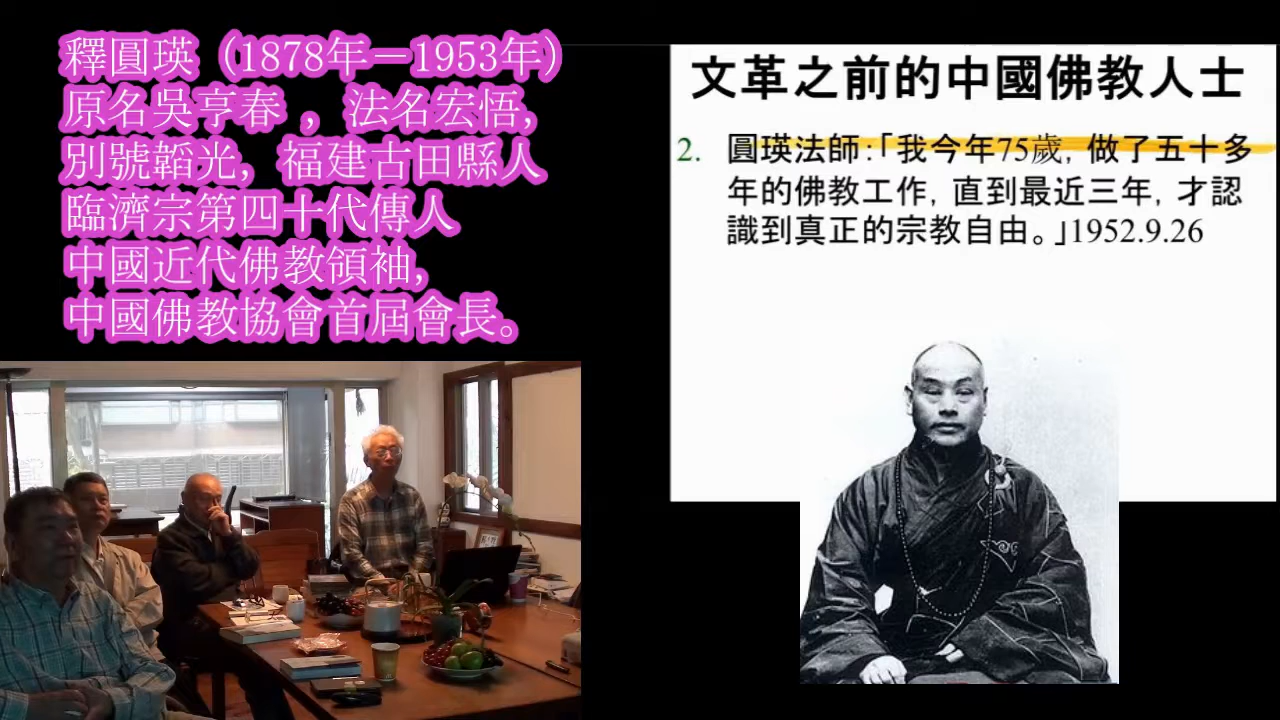 釋圓瑛（1878年－1953年）
原名吳亨春 ，法名宏悟,
別號韜光, 福建古田縣人
臨濟宗第四十代傳人
中國近代佛教領袖,
中國佛教協會首屆會長。
文革之前的中國佛教人士
2. 圓瑛法師:「我今年75歲, 做了五十多
年的佛教工作, 直到最近三年, 才認
識到真正的宗教自由。」1952.9.26